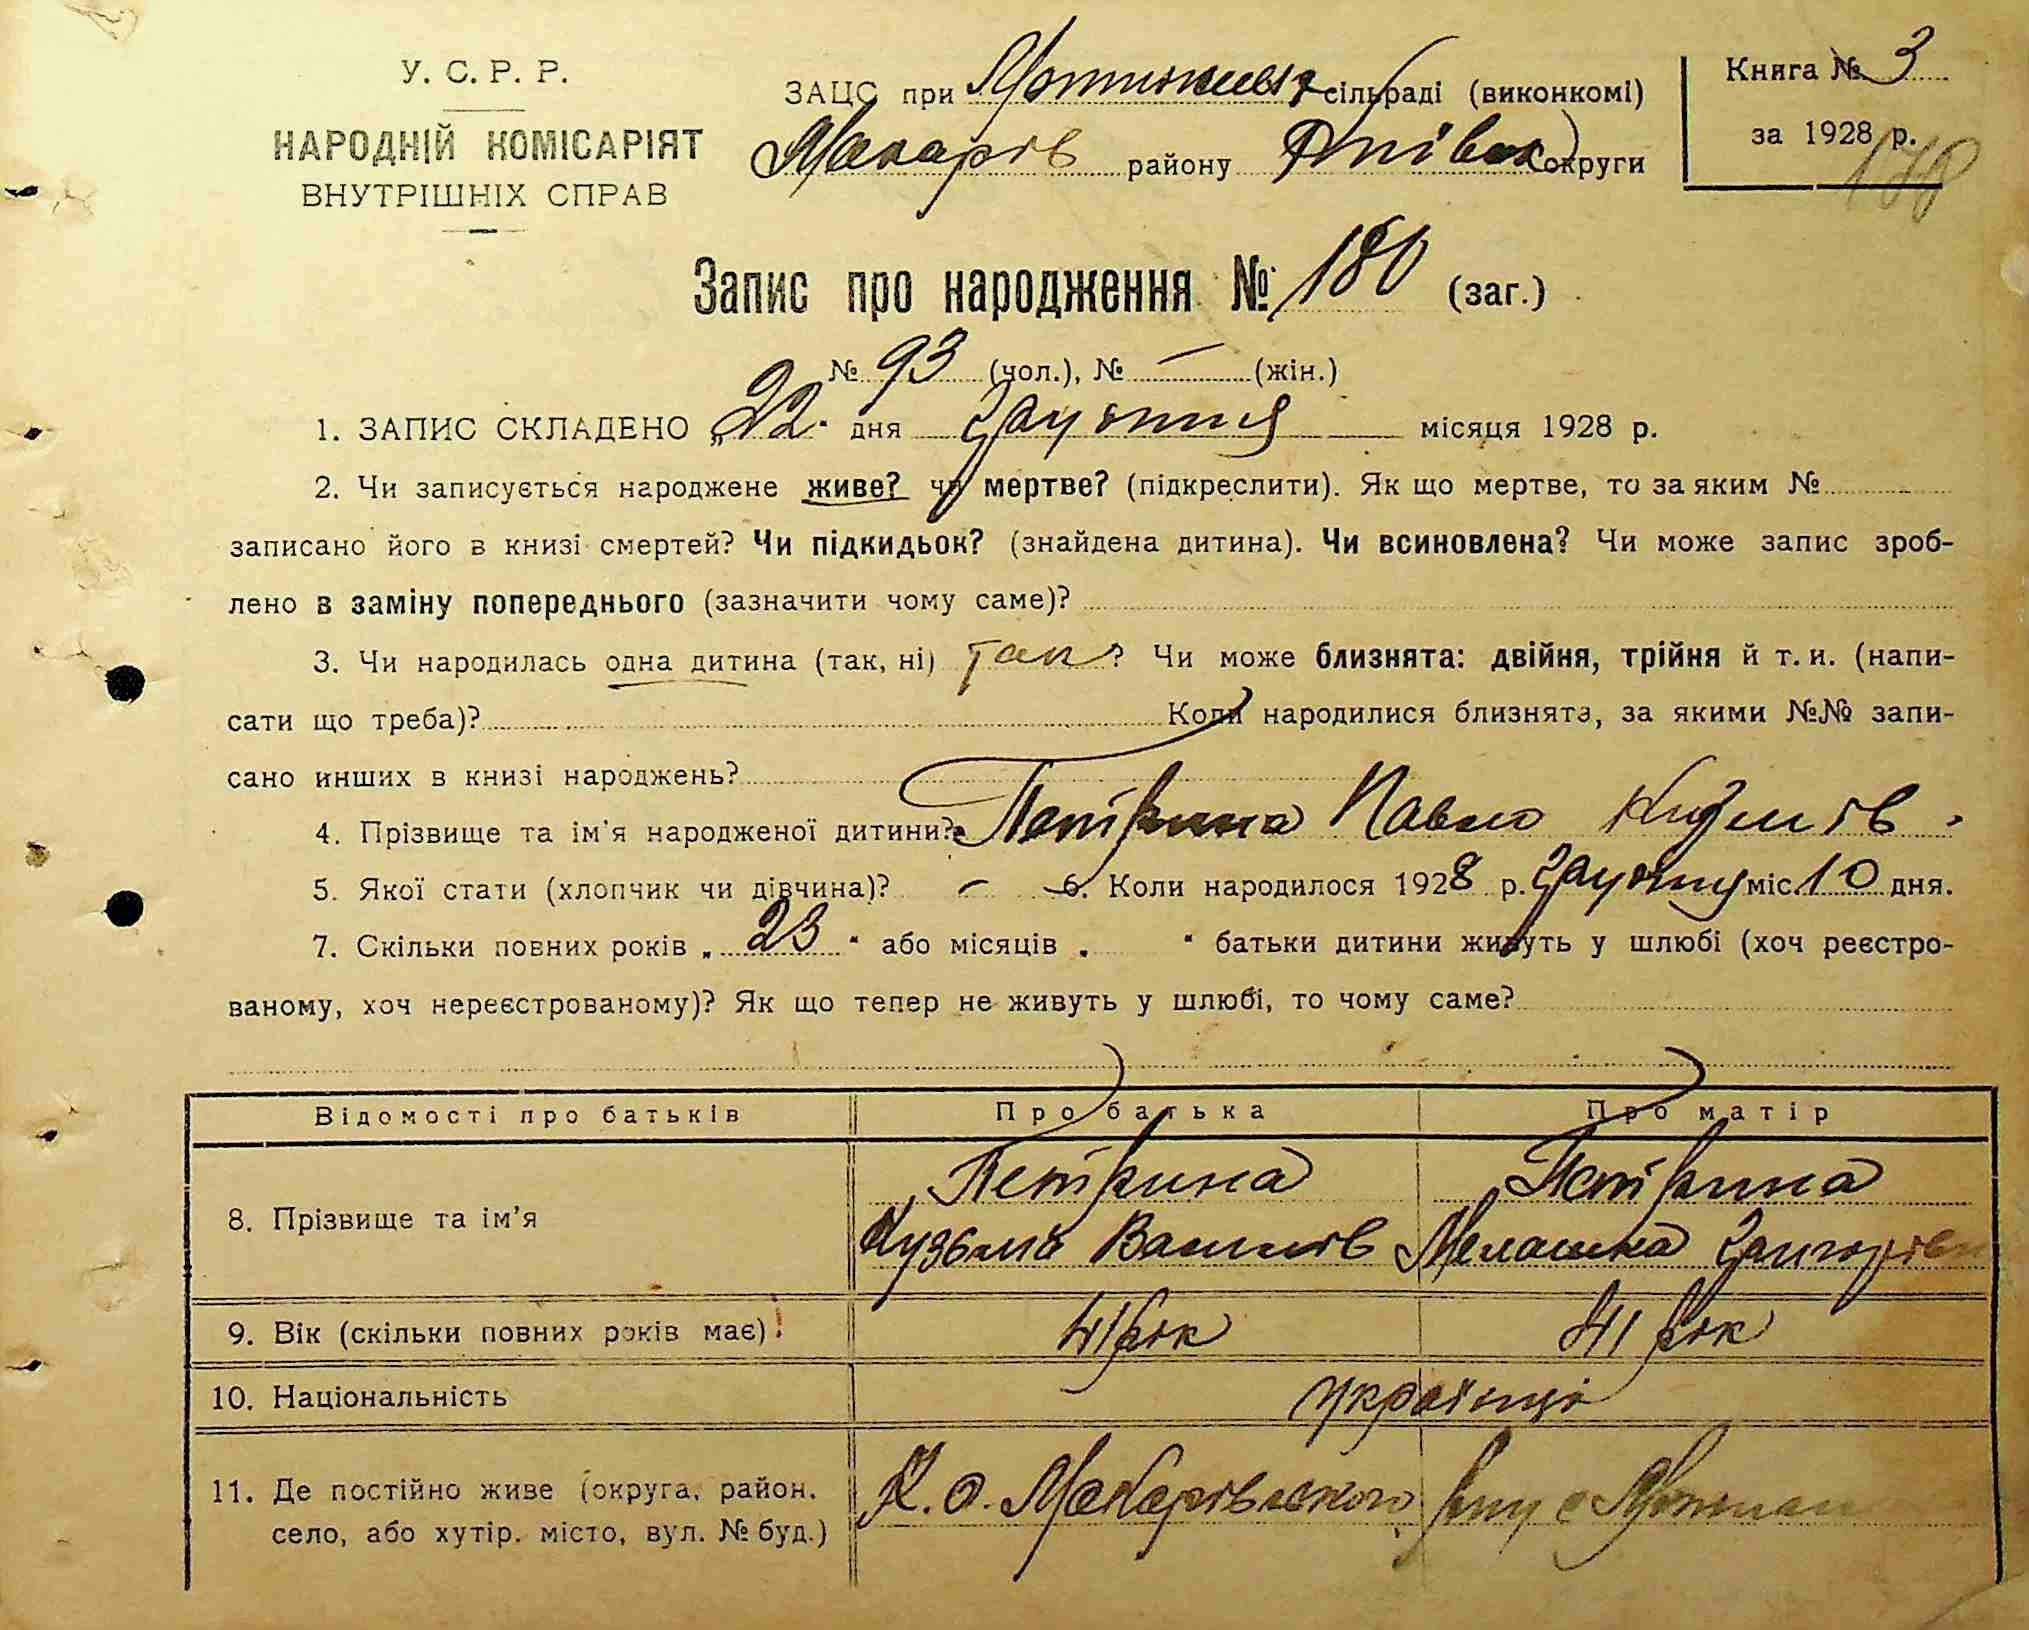 У. С. Р. Р.
НАРОДНІЙ КОМІСАРІЯТ
ВНУТРІШНІХ СПРАВ
ЗАЦС при сільраді (виконкомі)
Макарів району округи
Книга № 3
за 1928 р.
178
Запис про народження № 180 (заг.)
№ 93 (чол.), № — (жін.)
1. ЗАПИС СКЛАДЕНО „22“ дня грудня місяця 1928 р.
2. Чи записується народжене живе? чи мертве? (підкреслити). Як що мертве, то за яким №
записано його в книзі смертей? Чи підкидьок? (знайдена дитина). Чи всиновлена? Чи може запис зроб-
лено в заміну попереднього (зазначити чому саме)?
3. Чи народилась одна дитина (так, ні) так? Чи може близнята: двійня, трійня й т. и. (напи-
сати що треба)? Коли народилися близнята, за якими №№ запи-
сано инших в книзі народжень?
4. Прізвище та ім'я народженої дитини? Петрина Павло Кузмів
5. Якої стати (хлопчик чи дівчина)? — 6. Коли народилося 1928 р. грудня міс. 10 дня.
7. Скільки повних років „23“ або місяців „ “ батьки дитини живуть у шлюбі (хоч реєстро-
ваному, хоч нереєстрованому)? Як що тепер не живуть у шлюбі, то чому саме?
Відомості про батьків Про батька Про матір
8. Прізвище та ім'я
Петрина Петрина
Кузьма Василів Мелашка Григорівн
9. Вік (скільки повних років має) 41 рік 41 рік
10. Національність українці
11. Де постійно живе (округа, район,
село, або хутір, місто, вул. № буд.)
К. О. Макарівського р-ну с